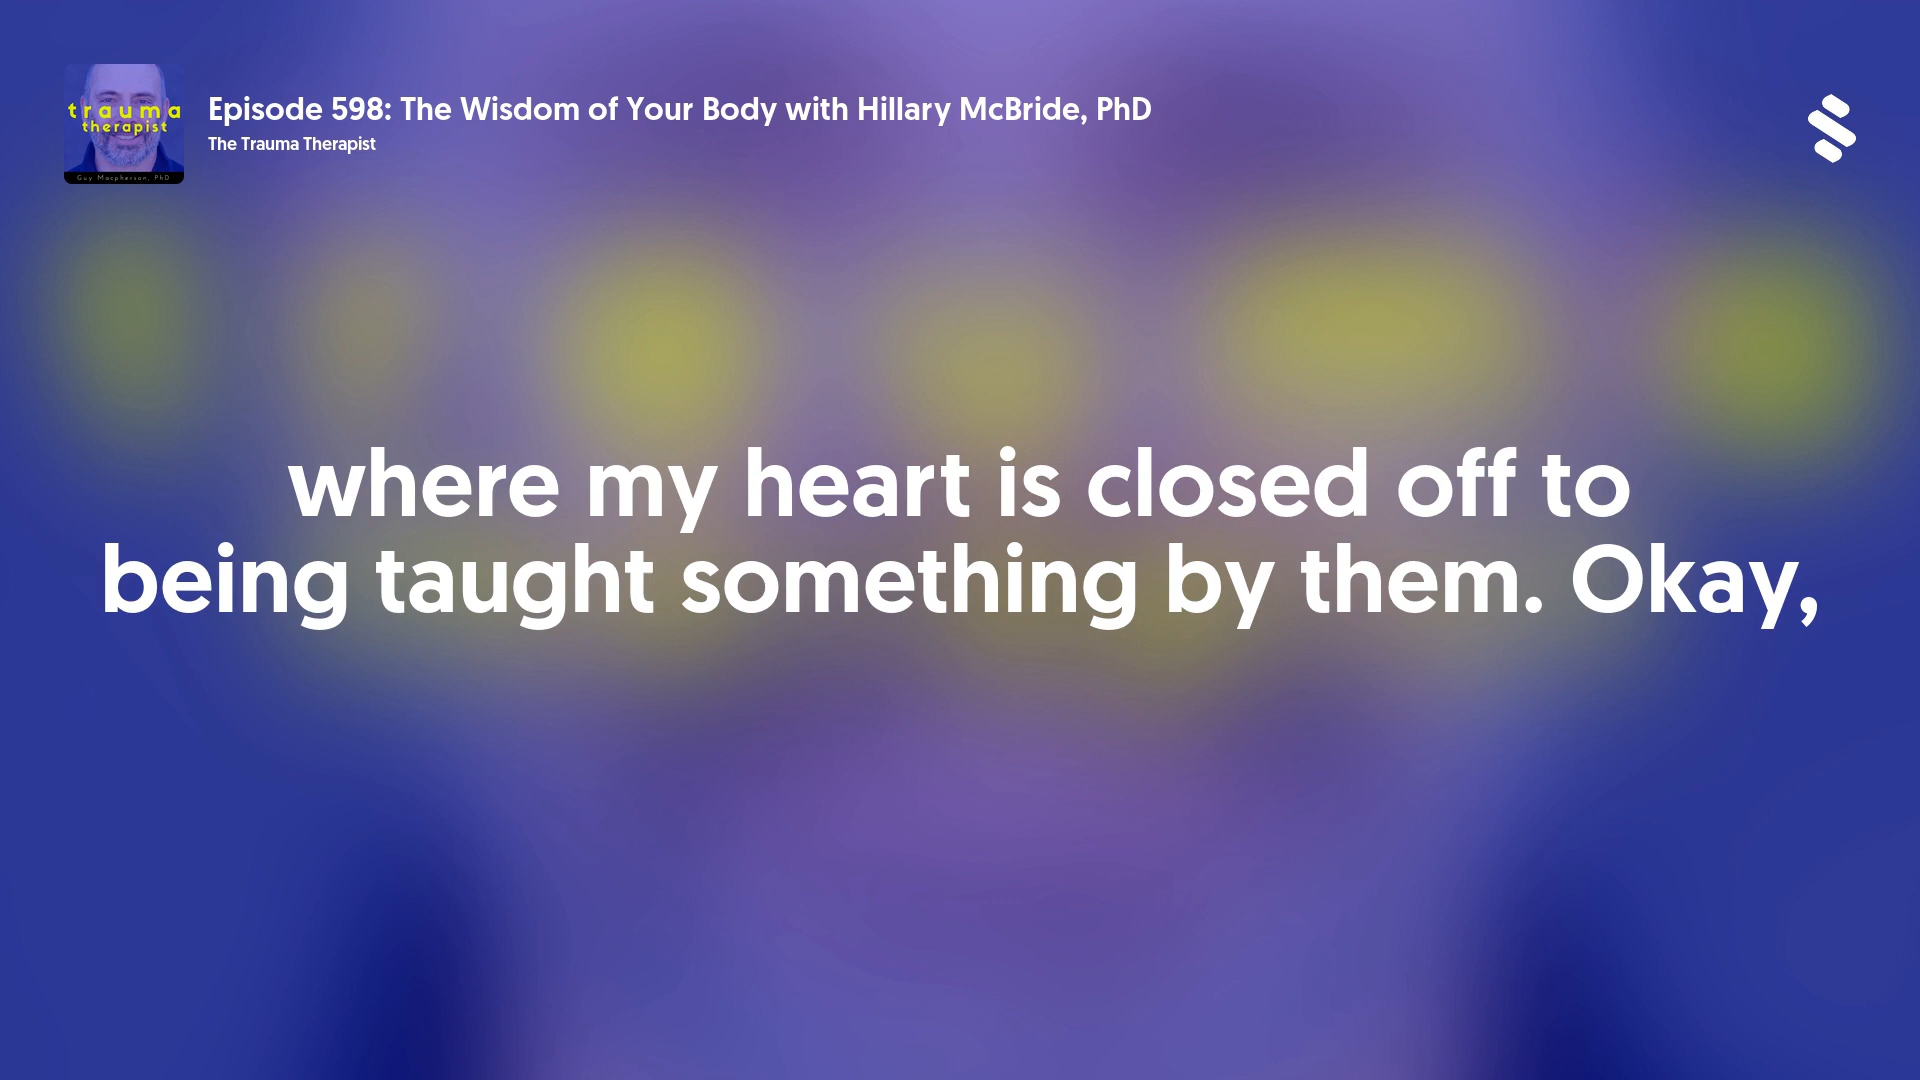 trauma
therapist
Guy Macpherson, PhD
Episode 598: The Wisdom of Your Body with Hillary McBride, PhD
The Trauma Therapist
where my heart is closed off to
being taught something by them. Okay,